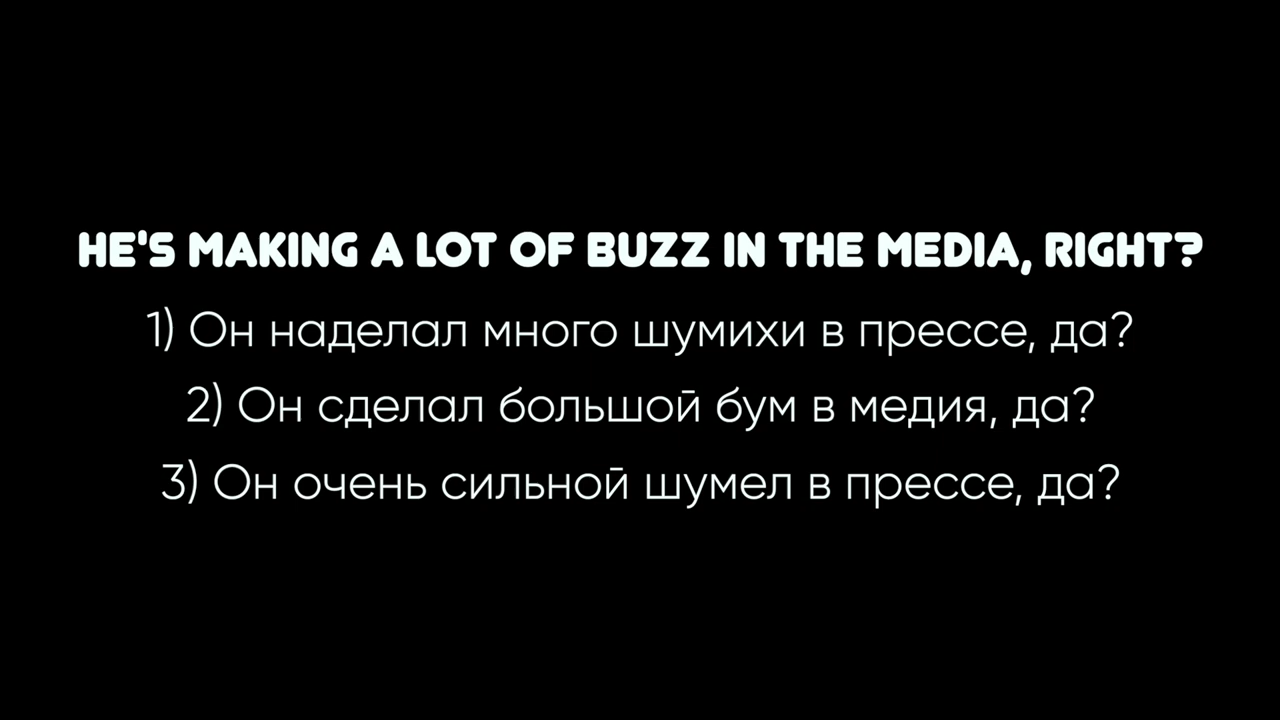 HE'S MAKING A LOT OF BUZZ IN THE MEDIA, RIGHT?
1) Он наделал много шумихи в прессе, да?
2) Он сделал большой бум в медия, да?
3) Он очень сильной шумел в прессе, да?